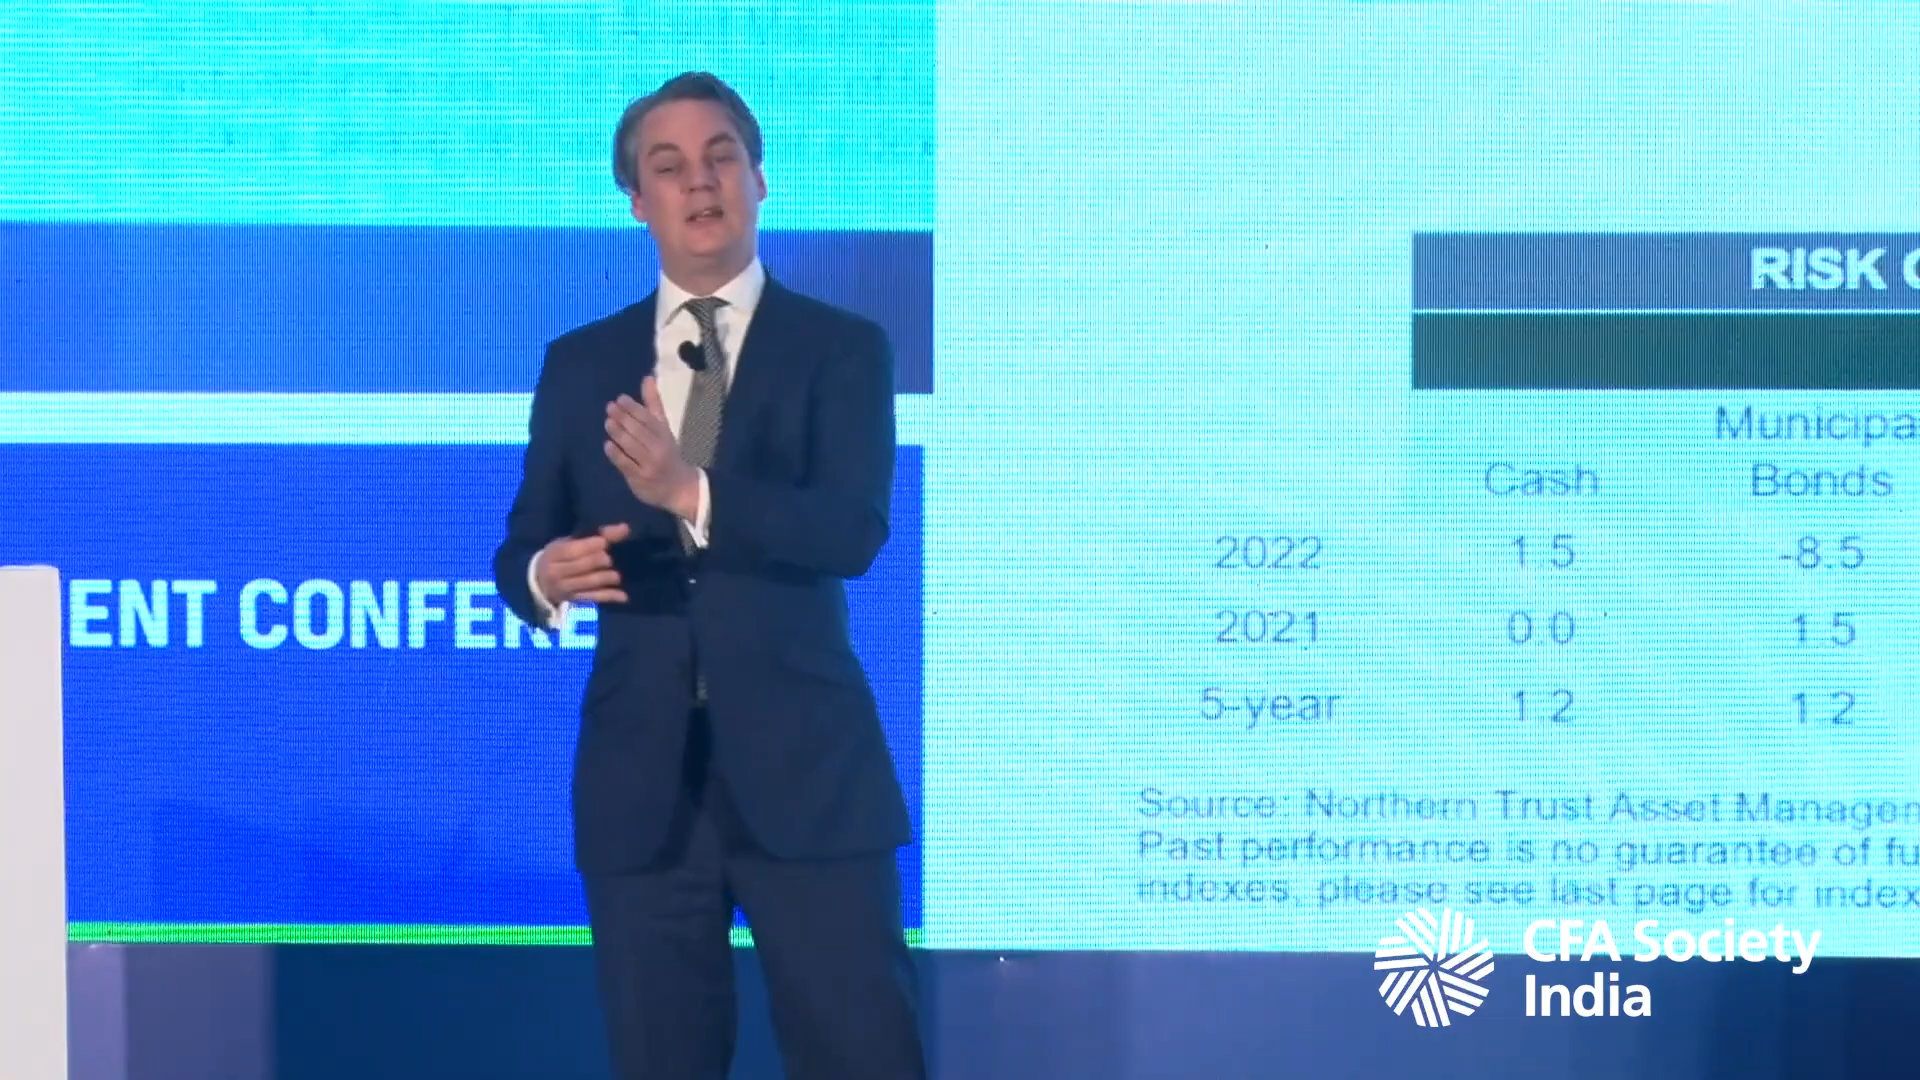 ENT CONFERE
RISK
Municipa
Cash Bonds
2022 1.5 -8.5
2021 0.0 1.5
5-year 1.2 1.2
Source: Northern Trust Asset Managem
Past performance is no guarantee of fu
indexes, please see last page for index
CFA Society
India